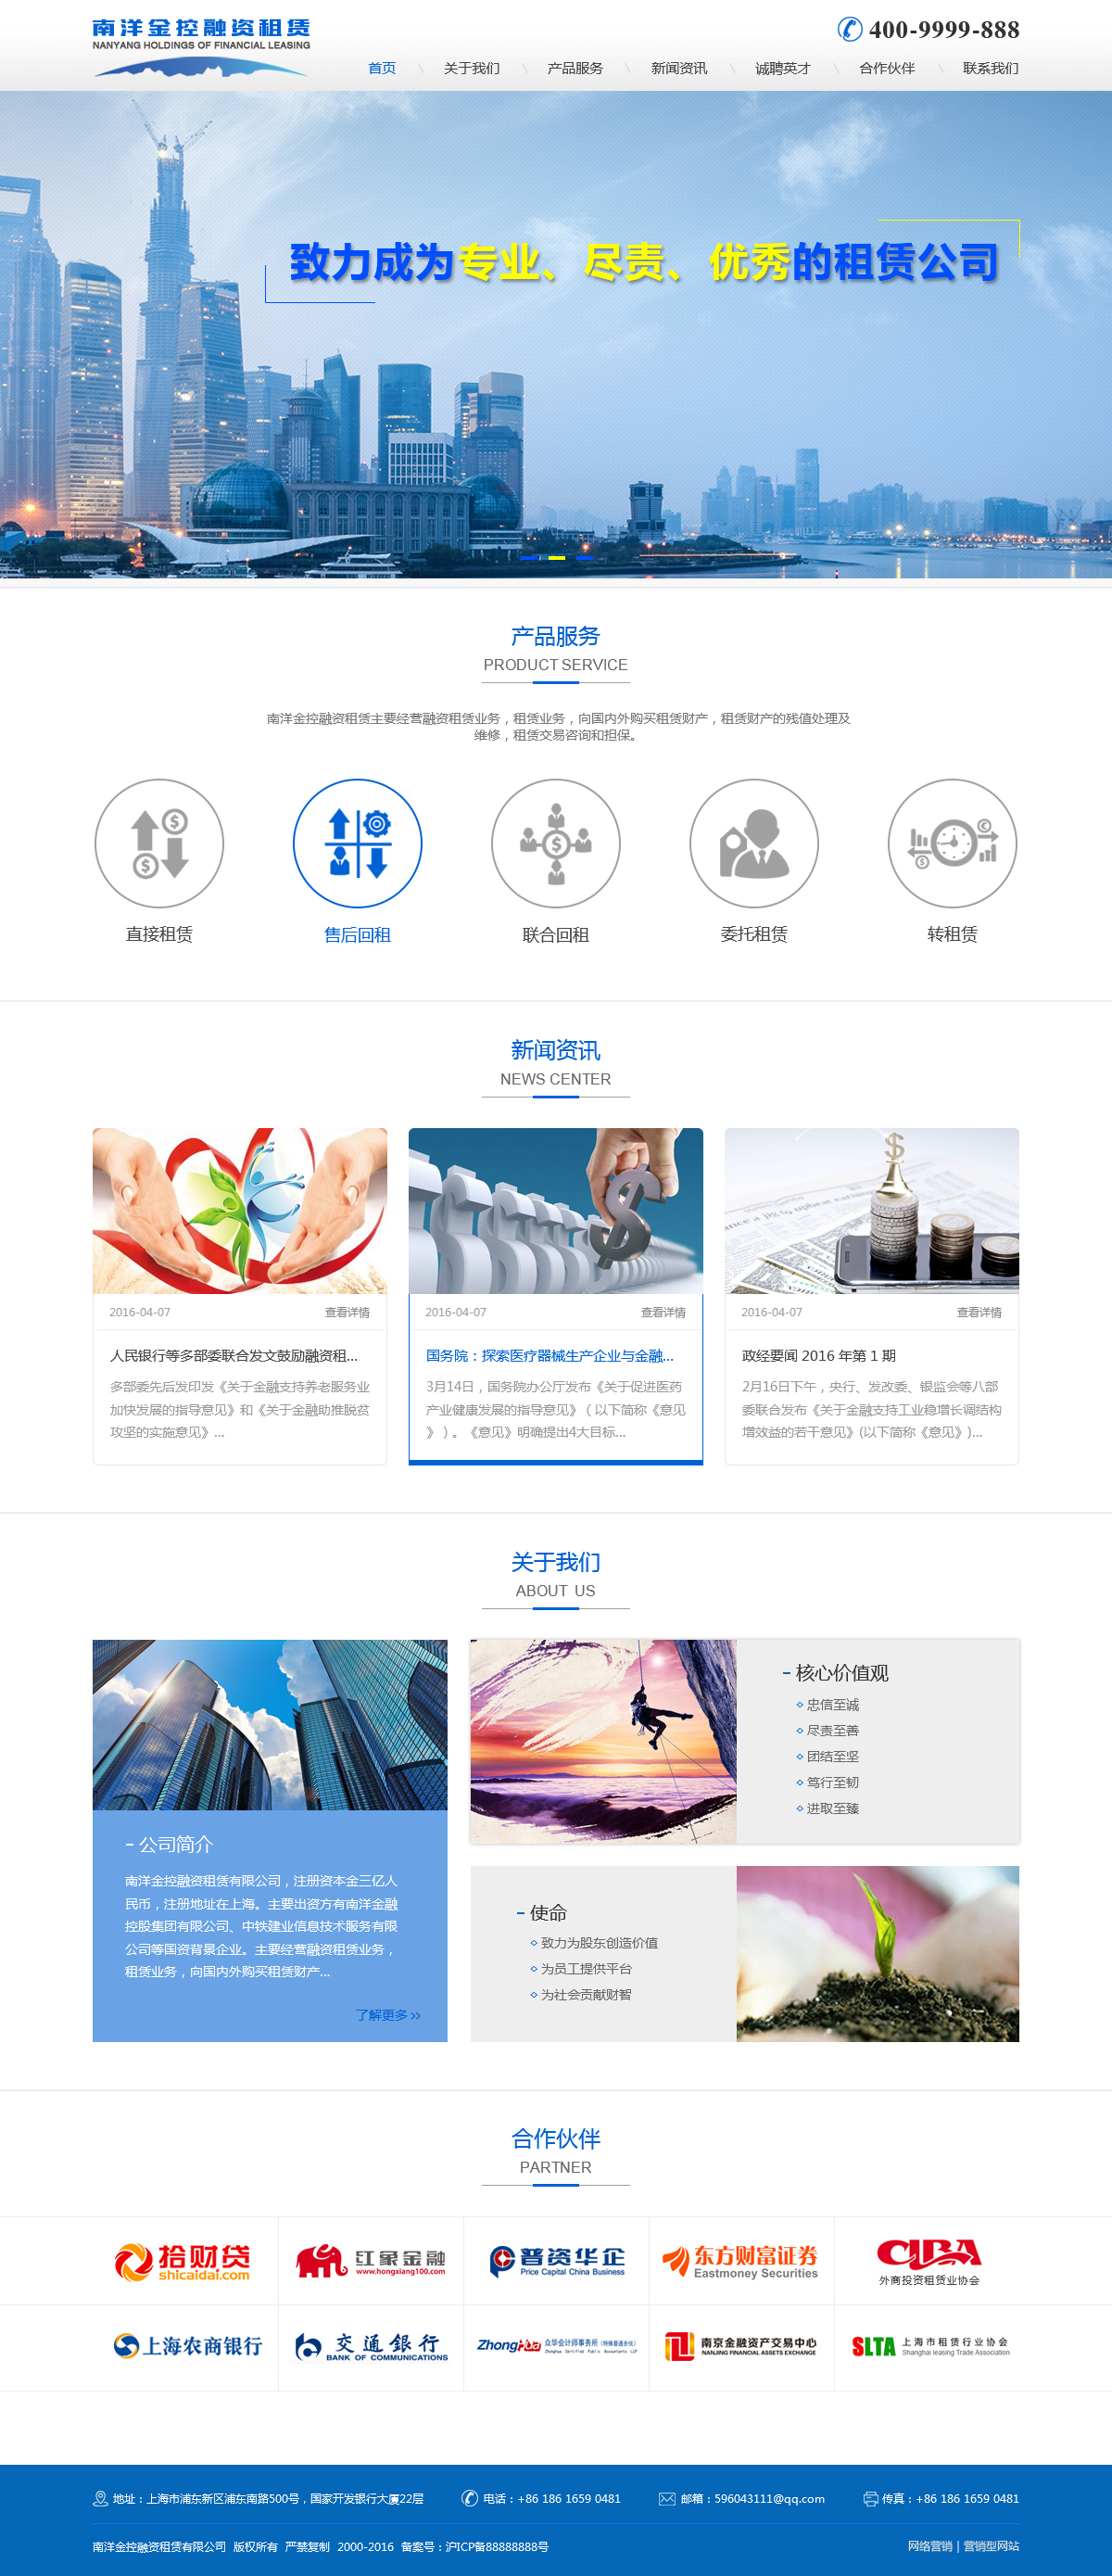 南洋金控融资租赁
NANYANG HOLDINGS OF FINANCIAL LEASING
400-9999-888
首页 关于我们 产品服务 新闻资讯 诚聘英才 合作伙伴 联系我们
致力成为专业、尽责、优秀的租赁公司
产品服务
PRODUCT SERVICE
南洋金控融资租赁主要经营融资租赁业务，租赁业务，向国内外购买租赁财产，租赁财产的残值处理及
维修，租赁交易咨询和担保。
直接租赁 售后回租 联合回租 委托租赁 转租赁
新闻资讯
NEWS CENTER
2016-04-07 查看详情
人民银行等多部委联合发文鼓励融资租...
多部委先后发印发《关于金融支持养老服务业
加快发展的指导意见》和《关于金融助推脱贫
攻坚的实施意见》...
2016-04-07 查看详情
国务院：探索医疗器械生产企业与金融...
3月14日，国务院办公厅发布《关于促进医药
产业健康发展的指导意见》（以下简称《意见
》）。《意见》明确提出4大目标...
2016-04-07 查看详情
政经要闻 2016 年第 1 期
2月16日下午，央行、发改委、银监会等八部
委联合发布《关于金融支持工业稳增长调结构
增效益的若干意见》(以下简称《意见》)...
关于我们
ABOUT US
- 公司简介
南洋金控融资租赁有限公司，注册资本金三亿人
民币，注册地址在上海。主要出资方有南洋金融
控股集团有限公司、中铁建业信息技术服务有限
公司等国资背景企业。主要经营融资租赁业务，
租赁业务，向国内外购买租赁财产...
了解更多 >>
- 核心价值观
忠信至诚
尽责至善
团结至坚
笃行至韧
进取至臻
- 使命
致力为股东创造价值
为员工提供平台
为社会贡献财智
合作伙伴
PARTNER
拾财贷
shicaidai.com
红象金融
www.hongxiang100.com
普资华企
Price Capital China Business
东方财富证券
Eastmoney Securities
CIBA
外商投资租赁业协会
上海农商银行
交通銀行
BANK OF COMMUNICATIONS
ZhongHua 众华会计师事务所（特殊普通合伙）
Zhonghua Certified Public Accountants LLP
南京金融资产交易中心
NANJING FINANCIAL ASSETS EXCHANGE
SLTA 上海市租赁行业协会
Shanghai leasing Trade Association
地址：上海市浦东新区浦东南路500号，国家开发银行大厦22层 电话：+86 186 1659 0481 邮箱：596043111@qq.com 传真：+86 186 1659 0481
南洋金控融资租赁有限公司 版权所有 严禁复制 2000-2016 备案号：沪ICP备88888888号 网络营销 | 营销型网站